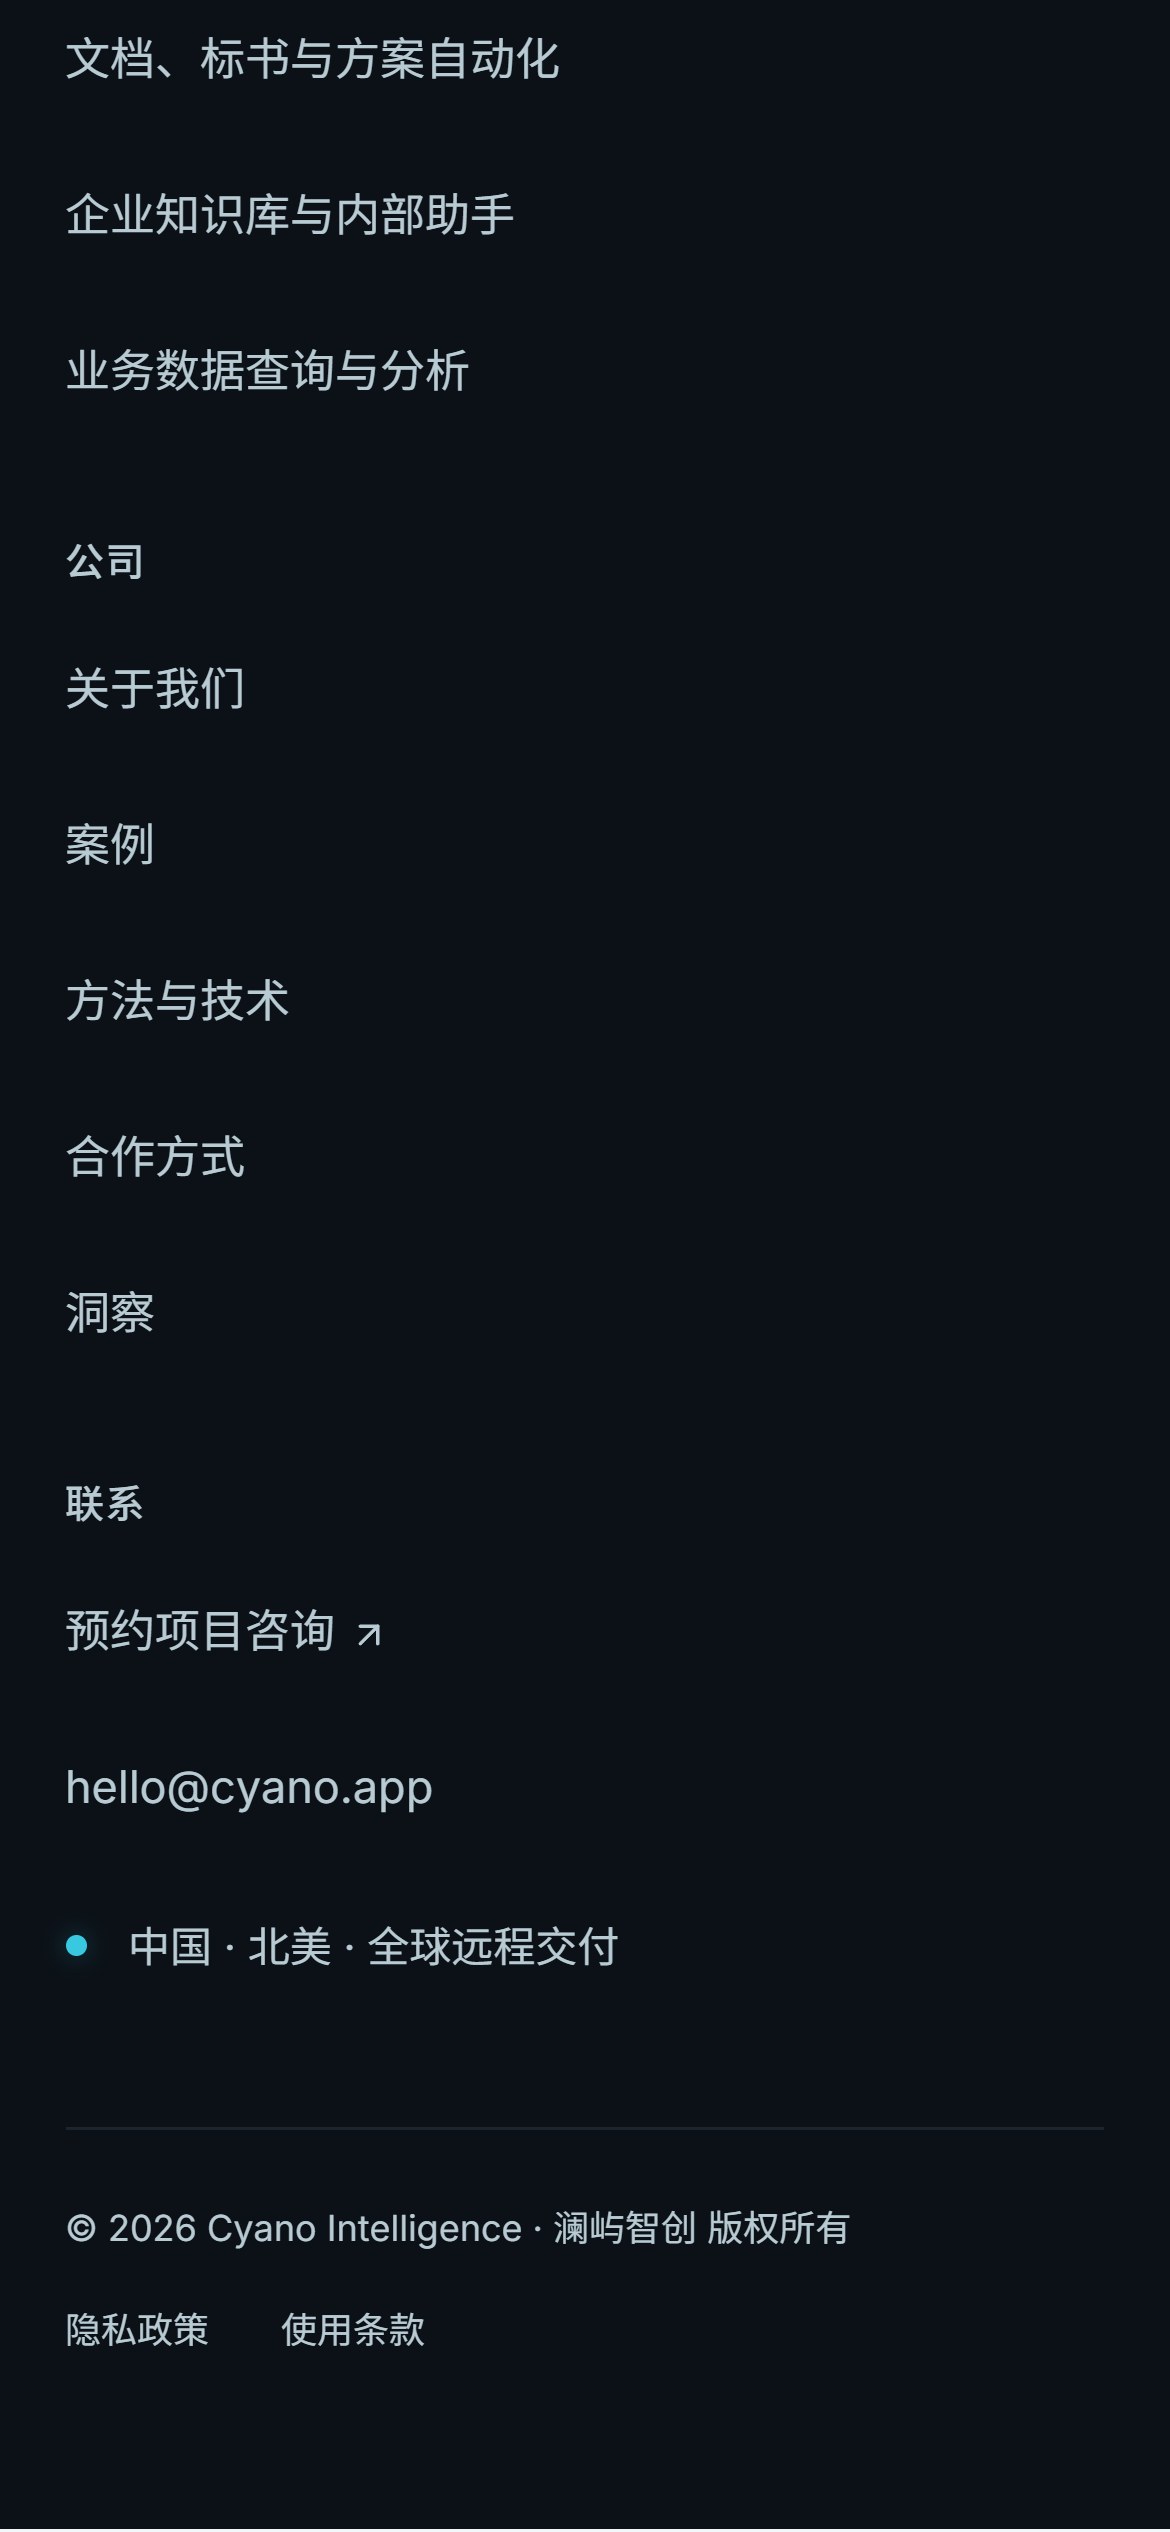 文档、标书与方案自动化
企业知识库与内部助手
业务数据查询与分析
公司
关于我们
案例
方法与技术
合作方式
洞察
联系
预约项目咨询 ↗
hello@cyano.app
中国 · 北美 · 全球远程交付
© 2026 Cyano Intelligence · 澜屿智创 版权所有
隐私政策 使用条款